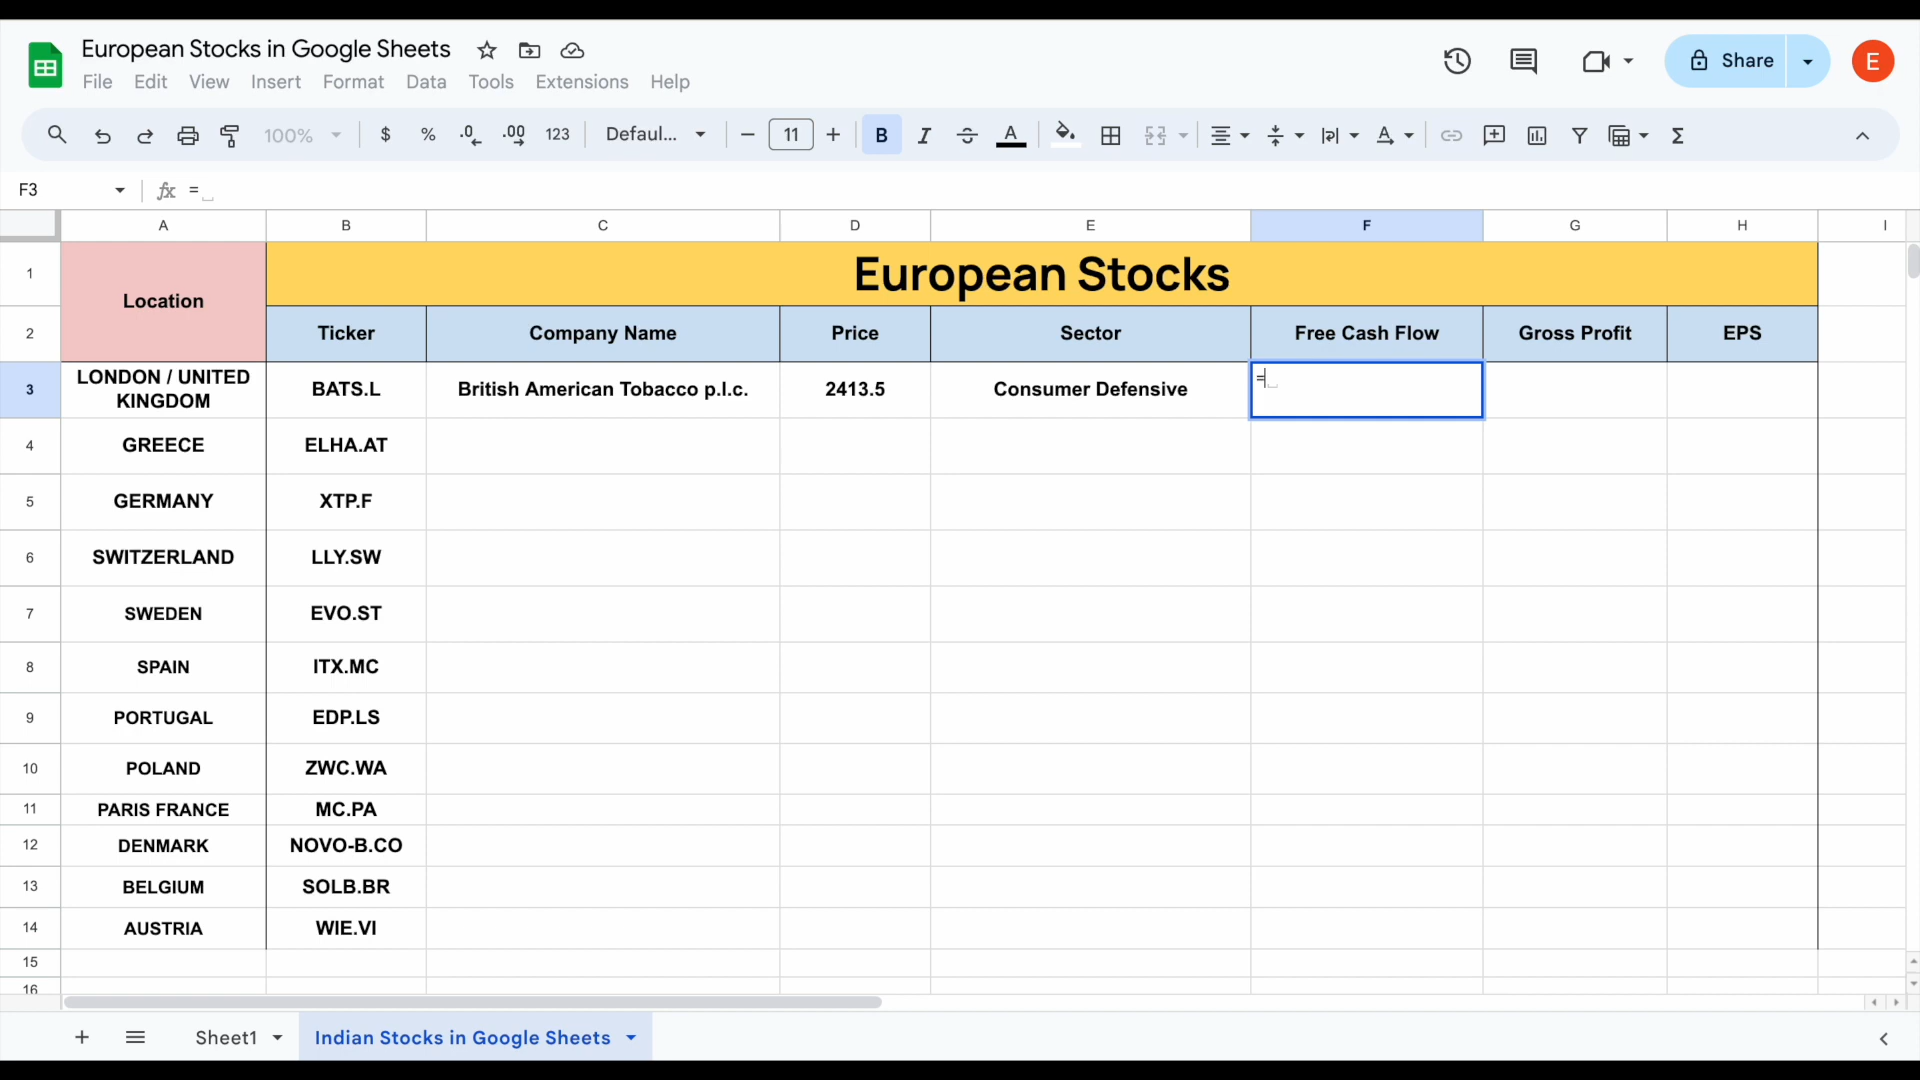 European Stocks in Google Sheets
File Edit View Insert Format Data Tools Extensions Help
Share
E
100% $ % .0 .00 123 Defaul... − 11 + B I A
F3 fx =
A B C D E F G H I
1 Location European Stocks
2 Ticker Company Name Price Sector Free Cash Flow Gross Profit EPS
3 LONDON / UNITED KINGDOM BATS.L British American Tobacco p.l.c. 2413.5 Consumer Defensive =
4 GREECE ELHA.AT
5 GERMANY XTP.F
6 SWITZERLAND LLY.SW
7 SWEDEN EVO.ST
8 SPAIN ITX.MC
9 PORTUGAL EDP.LS
10 POLAND ZWC.WA
11 PARIS FRANCE MC.PA
12 DENMARK NOVO-B.CO
13 BELGIUM SOLB.BR
14 AUSTRIA WIE.VI
15
16
Sheet1 Indian Stocks in Google Sheets